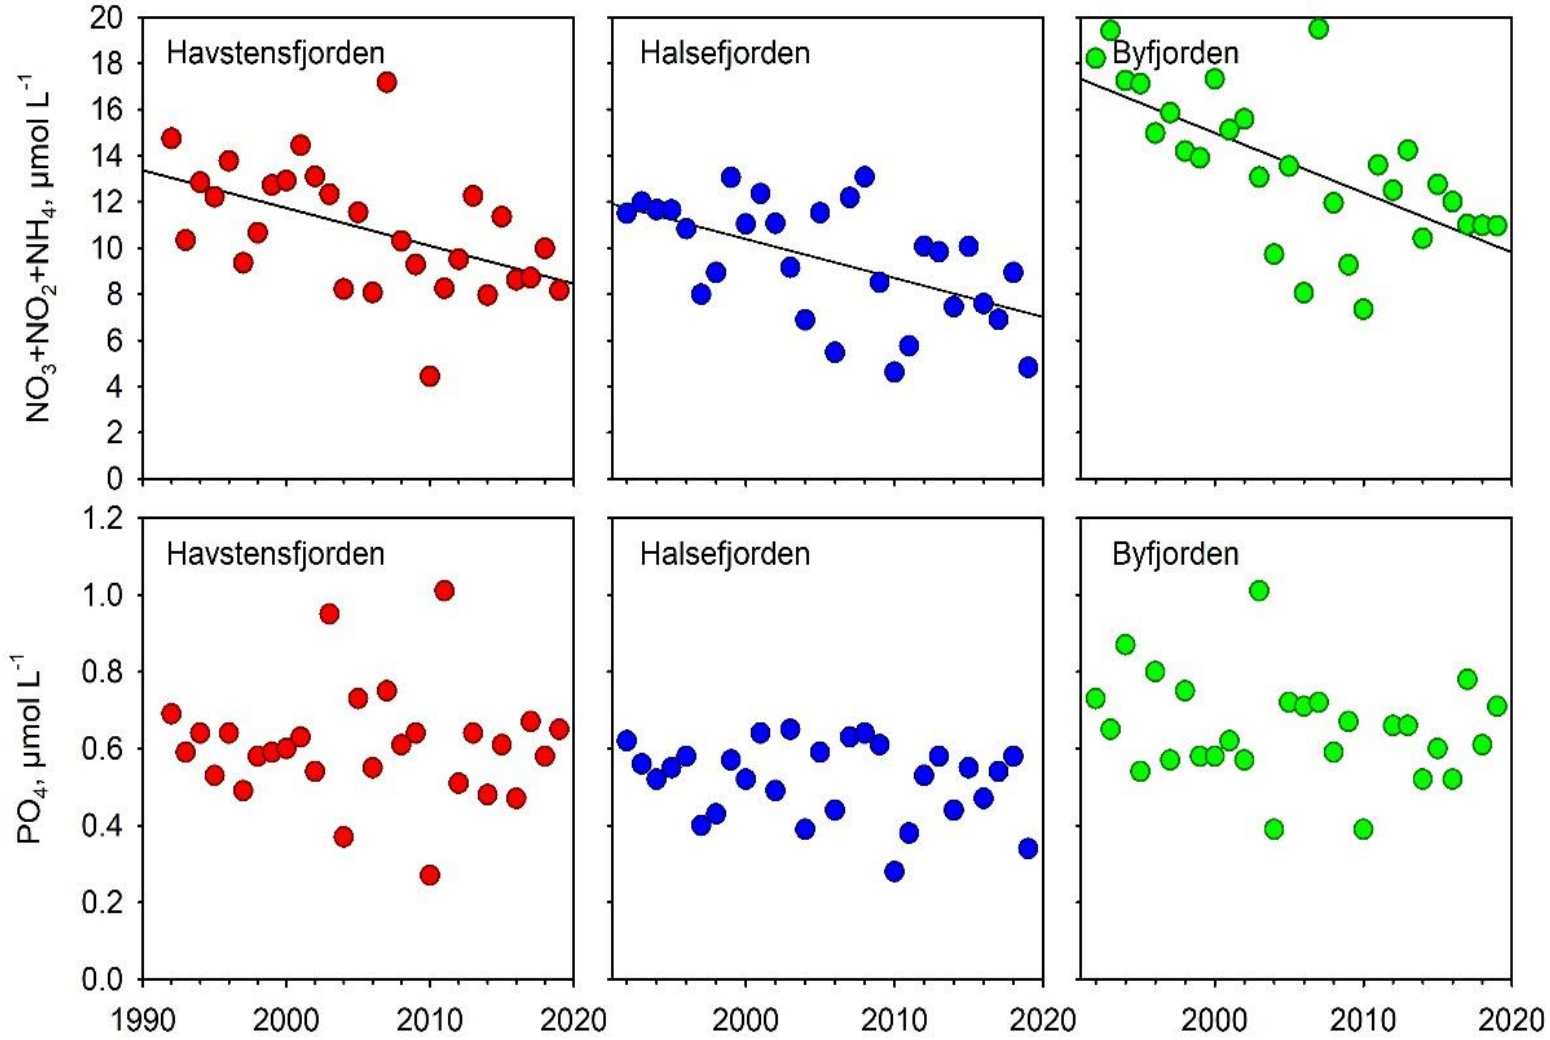 NO3+NO2+NH4, µmol L-1
20
18
16
14
12
10
8
6
4
2
0
Havstensfjorden
Halsefjorden
Byfjorden
PO4, µmol L-1
1.2
1.0
0.8
0.6
0.4
0.2
0.0
Havstensfjorden
Halsefjorden
Byfjorden
1990 2000 2010 2020 2000 2010 2020 2000 2010 2020